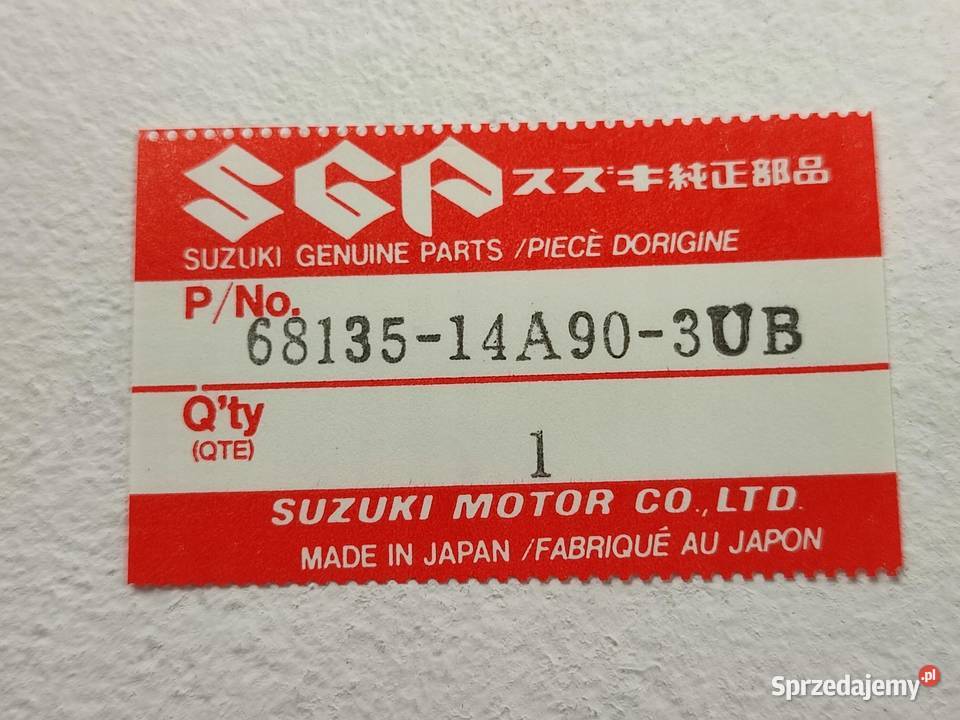 SGP スズキ純正部品
SUZUKI GENUINE PARTS /PIECÈ DORIGINE
P/No.
68135-14A90-3UB
Q'ty
(QTE)
1
SUZUKI MOTOR CO.,LTD.
MADE IN JAPAN /FABRIQUÉ AU JAPON
Sprzedajemy.pl